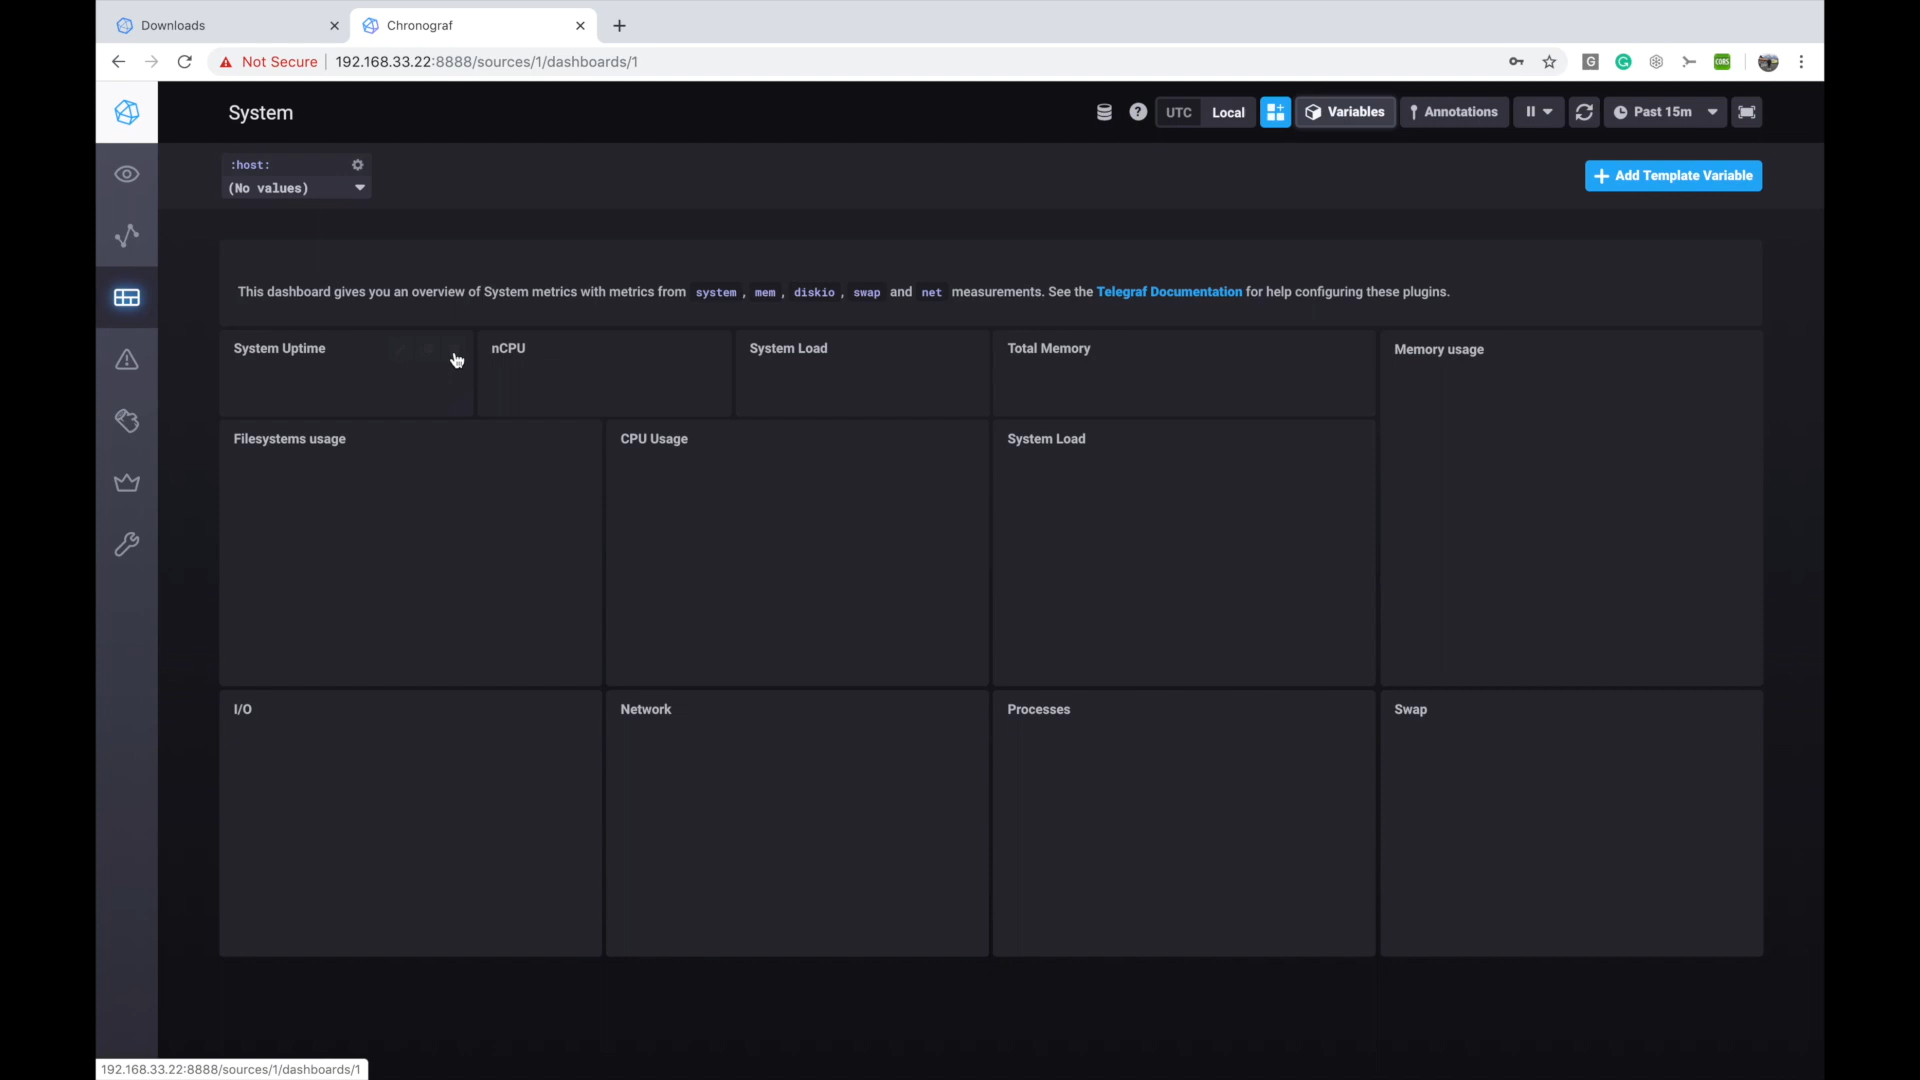 Downloads
Chronograf
Not Secure
192.168.33.22:8888/sources/1/dashboards/1
System
UTC
Local
Variables
Annotations
Past 15m
:host:
(No values)
Add Template Variable
This dashboard gives you an overview of System metrics with metrics from system, mem, diskio, swap and net measurements. See the Telegraf Documentation for help configuring these plugins.
System Uptime
nCPU
System Load
Total Memory
Memory usage
Filesystems usage
CPU Usage
System Load
I/O
Network
Processes
Swap
192.168.33.22:8888/sources/1/dashboards/1